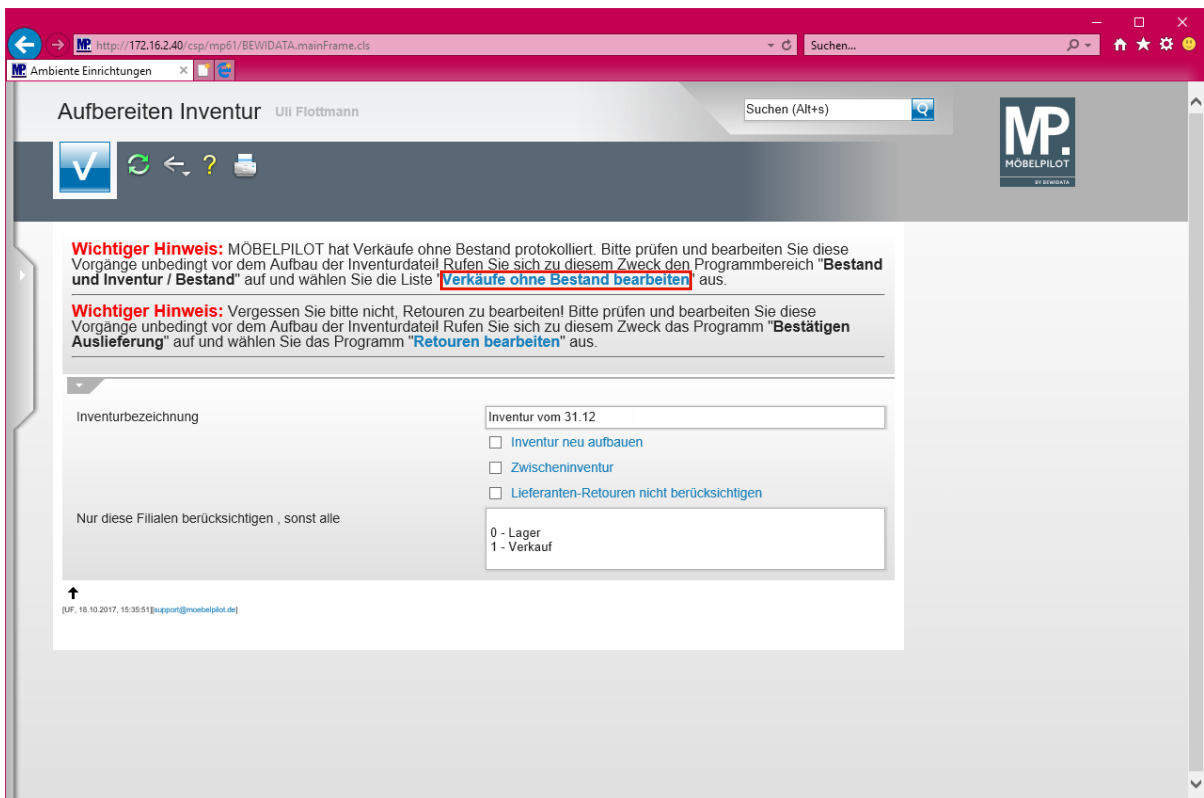 http://172.16.2.40/csp/mp61/BEWIDATA.mainFrame.cls
Suchen...
MP. Ambiente Einrichtungen
Aufbereiten Inventur Uli Flottmann
Suchen (Alt+s)
MP.
MÖBELPILOT
BY BEWIDATA
Wichtiger Hinweis: MÖBELPILOT hat Verkäufe ohne Bestand protokolliert. Bitte prüfen und bearbeiten Sie diese
Vorgänge unbedingt vor dem Aufbau der Inventurdatei! Rufen Sie sich zu diesem Zweck den Programmbereich "Bestand
und Inventur / Bestand" auf und wählen Sie die Liste "Verkäufe ohne Bestand bearbeiten" aus.
Wichtiger Hinweis: Vergessen Sie bitte nicht, Retouren zu bearbeiten! Bitte prüfen und bearbeiten Sie diese
Vorgänge unbedingt vor dem Aufbau der Inventurdatei! Rufen Sie sich zu diesem Zweck das Programm "Bestätigen
Auslieferung" auf und wählen Sie das Programm "Retouren bearbeiten" aus.
Inventurbezeichnung
Inventur vom 31.12
Inventur neu aufbauen
Zwischeninventur
Lieferanten-Retouren nicht berücksichtigen
Nur diese Filialen berücksichtigen , sonst alle
0 - Lager
1 - Verkauf
[UF, 18.10.2017, 15:35:51][support@moebelpilot.de]